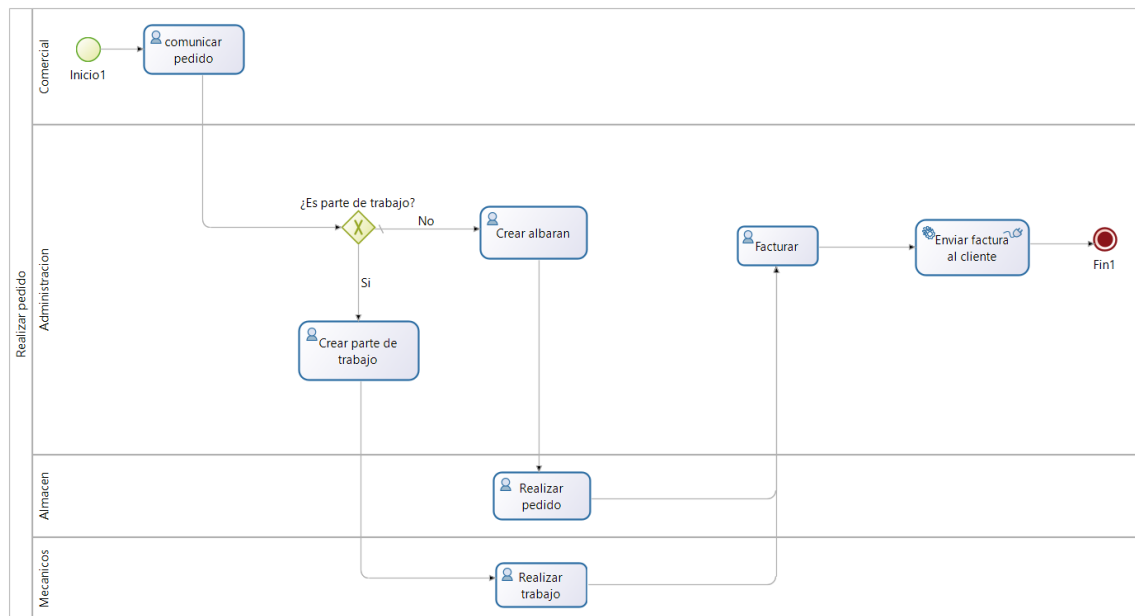 Realizar pedido
Comercial
Inicio1
comunicar
pedido
Administracion
¿Es parte de trabajo?
No
Si
Crear albaran
Crear parte de
trabajo
Facturar
Enviar factura
al cliente
Fin1
Almacen
Realizar
pedido
Mecanicos
Realizar
trabajo